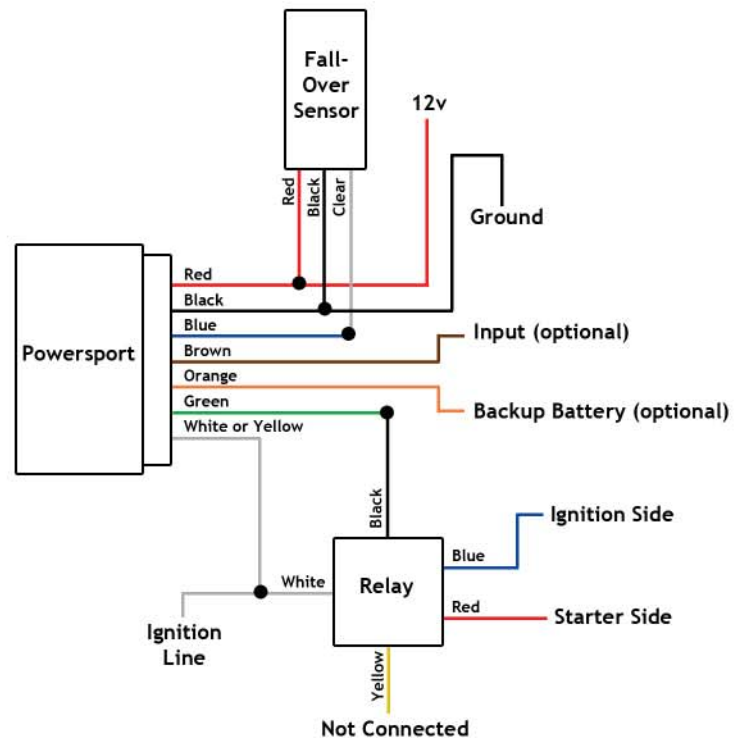 Fall-
Over
Sensor
12v
Red
Black
Clear
Ground
Powersport
Red
Black
Blue
Brown
Orange
Green
White or Yellow
Input (optional)
Backup Battery (optional)
Black
Ignition Side
Blue
White
Relay
Red
Starter Side
Ignition
Line
Yellow
Not Connected